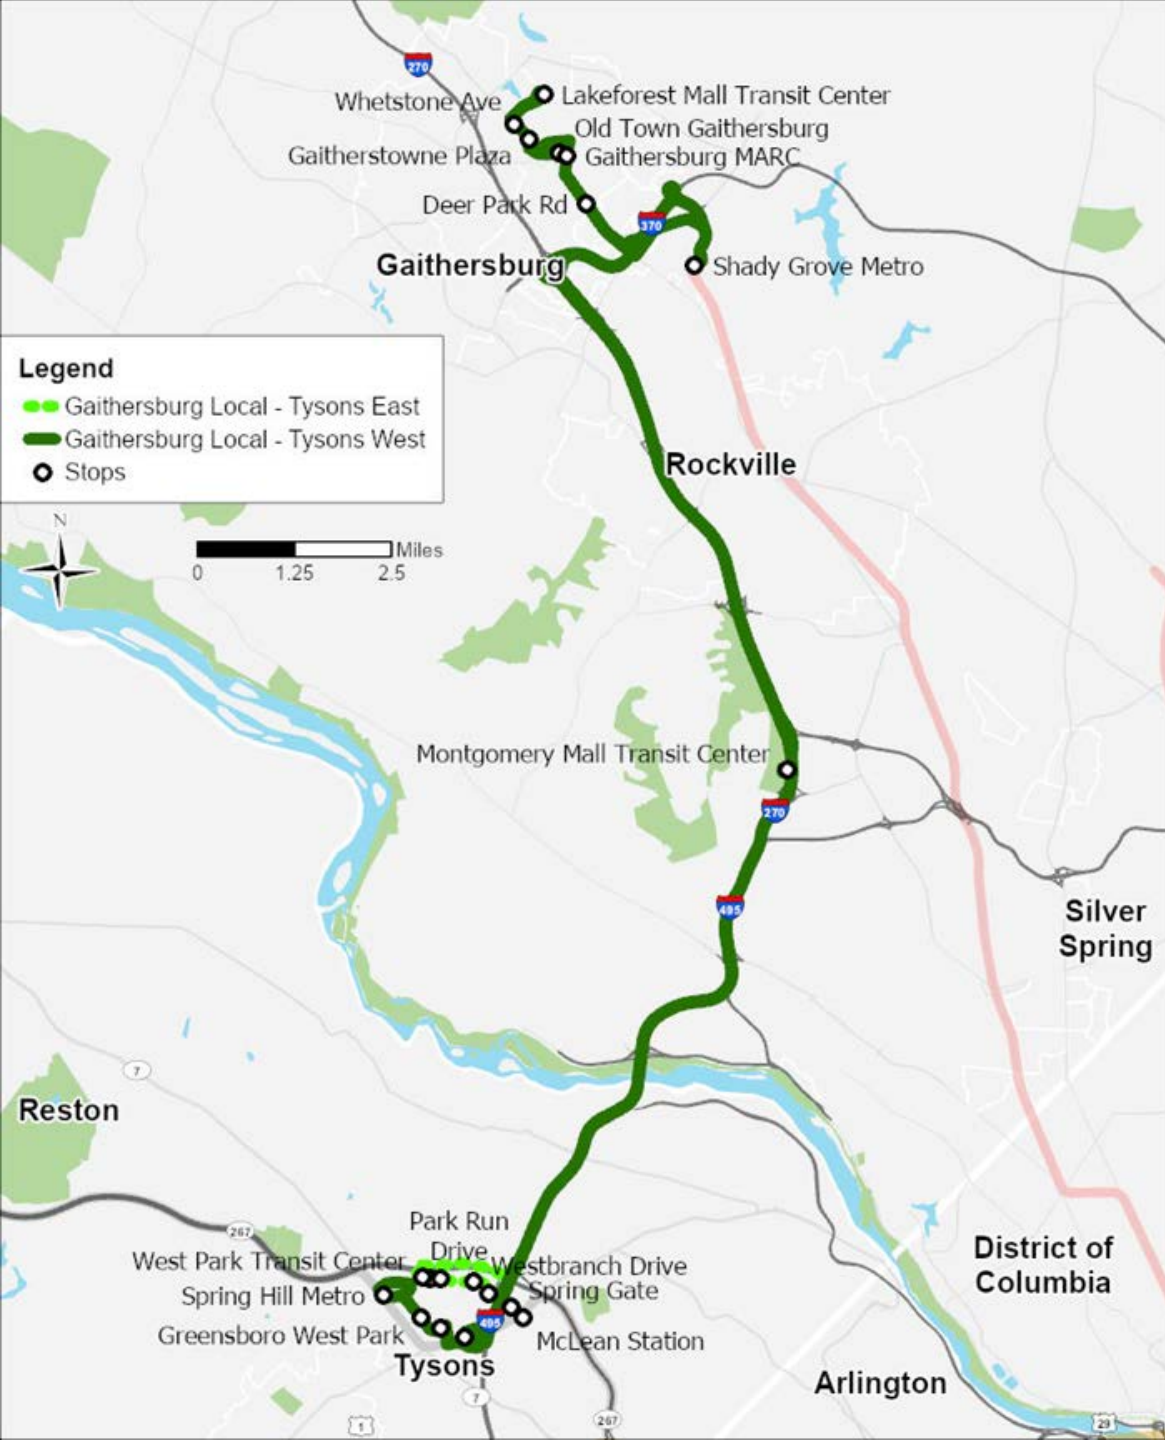 270
Whetstone Ave
Lakeforest Mall Transit Center
Old Town Gaithersburg
Gaitherstowne Plaza
Gaithersburg MARC
Deer Park Rd
370
Gaithersburg
Shady Grove Metro
Legend
Gaithersburg Local - Tysons East
Gaithersburg Local - Tysons West
Stops
Rockville
N
Miles
0 1.25 2.5
Montgomery Mall Transit Center
270
495
Silver
Spring
7
Reston
Park Run
Drive
267
West Park Transit Center
Westbranch Drive
Spring Hill Metro
Spring Gate
495
Greensboro West Park
McLean Station
Tysons
District of
Columbia
Arlington
7
1
267
29